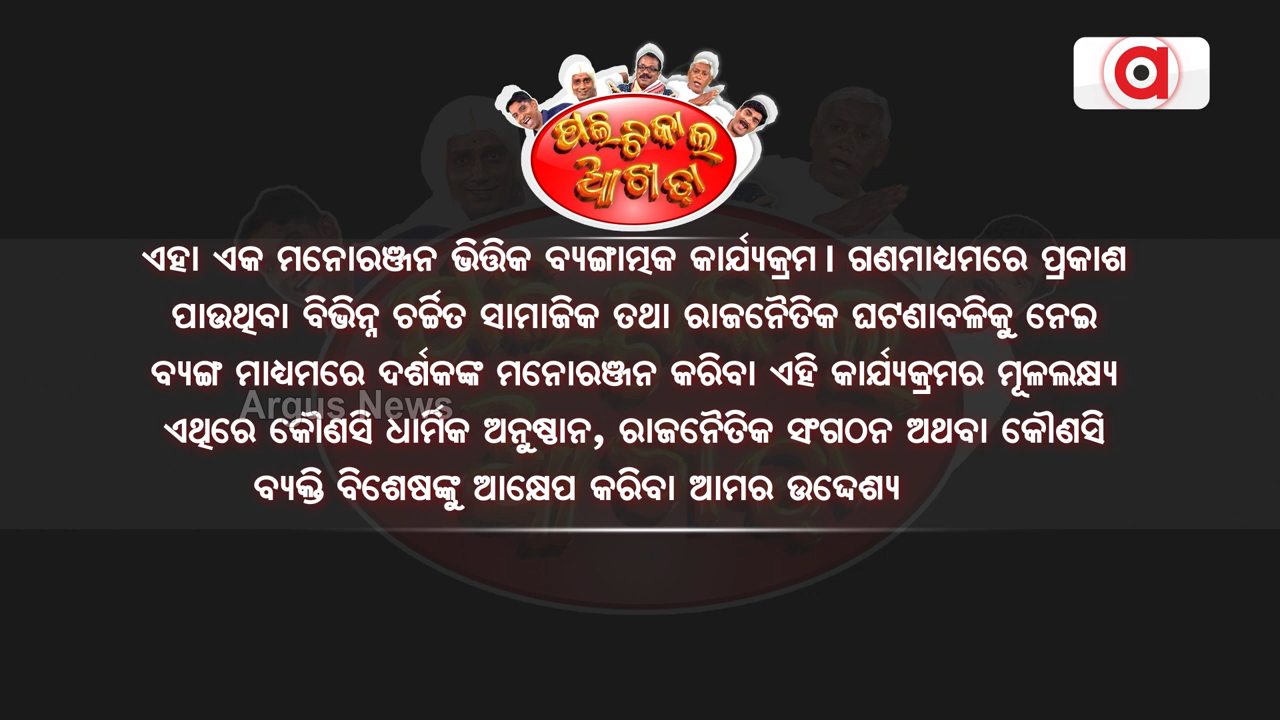 ପଲିଟିକାଲ
ଆଖଡ଼ା
ଏହା ଏକ ମନୋରଞ୍ଜନ ଭିତ୍ତିକ ବ୍ୟଙ୍ଗାତ୍ମକ କାର୍ଯ୍ୟକ୍ରମ। ଗଣମାଧ୍ୟମରେ ପ୍ରକାଶ
ପାଉଥିବା ବିଭିନ୍ନ ଚର୍ଚ୍ଚିତ ସାମାଜିକ ତଥା ରାଜନୈତିକ ଘଟଣାବଳିକୁ ନେଇ
ବ୍ୟଙ୍ଗ ମାଧ୍ୟମରେ ଦର୍ଶକଙ୍କ ମନୋରଞ୍ଜନ କରିବା ଏହି କାର୍ଯ୍ୟକ୍ରମର ମୂଳଲକ୍ଷ୍ୟ
Argus News
ଏଥିରେ କୌଣସି ଧାର୍ମିକ ଅନୁଷ୍ଠାନ, ରାଜନୈତିକ ସଂଗଠନ ଅଥବା କୌଣସି
ବ୍ୟକ୍ତି ବିଶେଷଙ୍କୁ ଆକ୍ଷେପ କରିବା ଆମର ଉଦ୍ଦେଶ୍ୟ